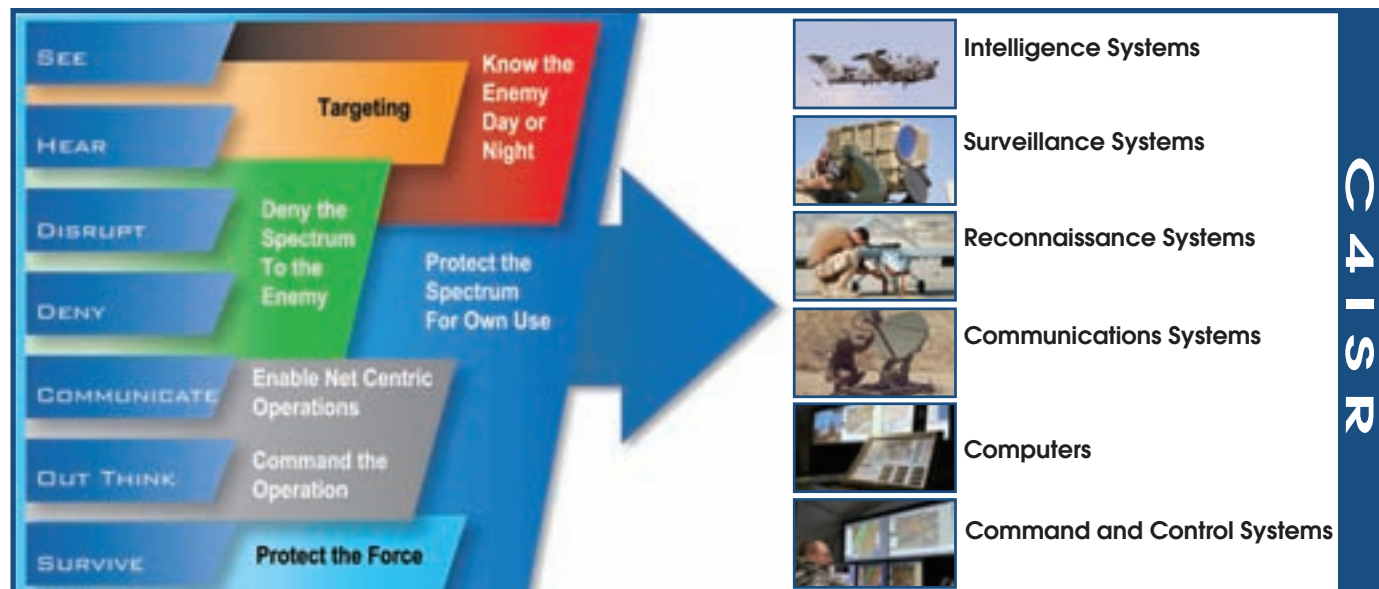 SEE
HEAR
DISRUPT
DENY
COMMUNICATE
OUT THINK
SURVIVE
Targeting
Know the
Enemy
Day or
Night
Deny the
Spectrum
To the
Enemy
Protect the
Spectrum
For Own Use
Enable Net Centric
Operations
Command the
Operation
Protect the Force
Intelligence Systems
Surveillance Systems
Reconnaissance Systems
Communications Systems
Computers
Command and Control Systems
C4ISR